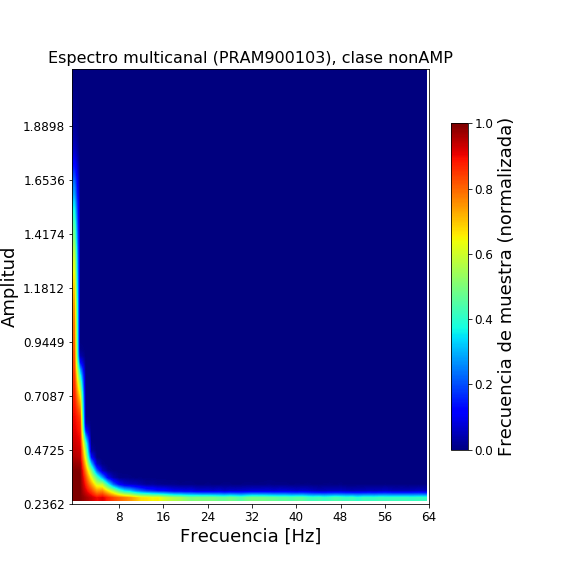 Espectro multicanal (PRAM900103), clase nonAMP
1.8898
1.6536
1.4174
1.1812
0.9449
0.7087
0.4725
0.2362
Amplitud
8 16 24 32 40 48 56 64
Frecuencia [Hz]
1.0
0.8
0.6
0.4
0.2
0.0
Frecuencia de muestra (normalizada)